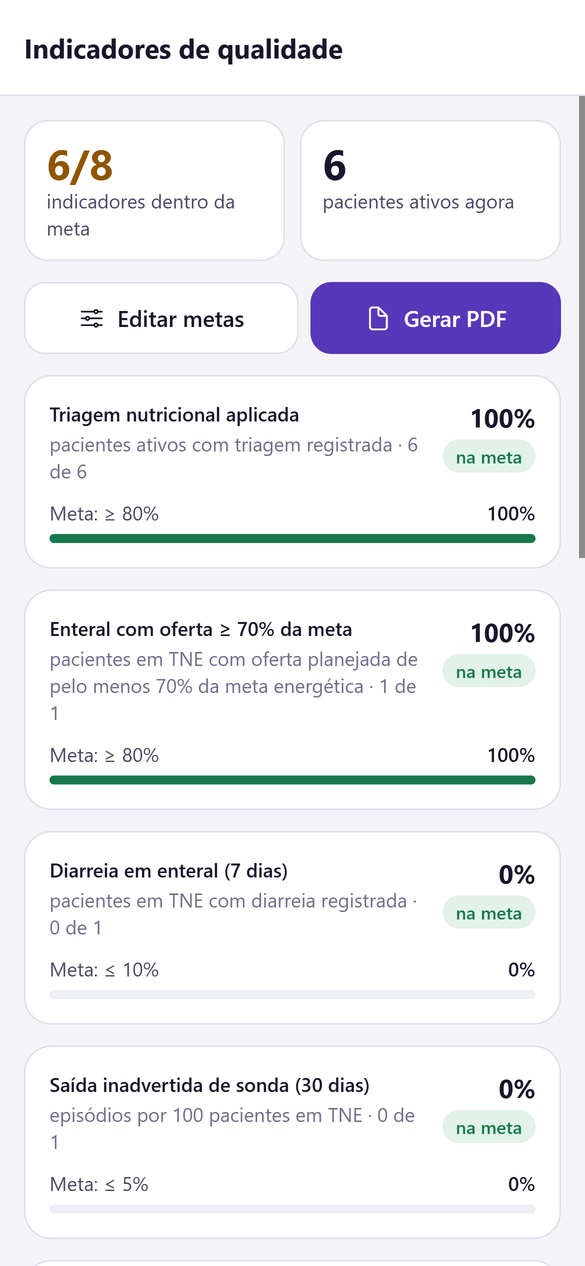 Indicadores de qualidade
6/8
indicadores dentro da
meta
6
pacientes ativos agora
Editar metas
Gerar PDF
Triagem nutricional aplicada
100%
pacientes ativos com triagem registrada · 6
de 6
na meta
Meta: ≥ 80%
100%
Enteral com oferta ≥ 70% da meta
100%
pacientes em TNE com oferta planejada de
pelo menos 70% da meta energética · 1 de
1
na meta
Meta: ≥ 80%
100%
Diarreia em enteral (7 dias)
0%
pacientes em TNE com diarreia registrada ·
0 de 1
na meta
Meta: ≤ 10%
0%
Saída inadvertida de sonda (30 dias)
0%
episódios por 100 pacientes em TNE · 0 de
1
na meta
Meta: ≤ 5%
0%